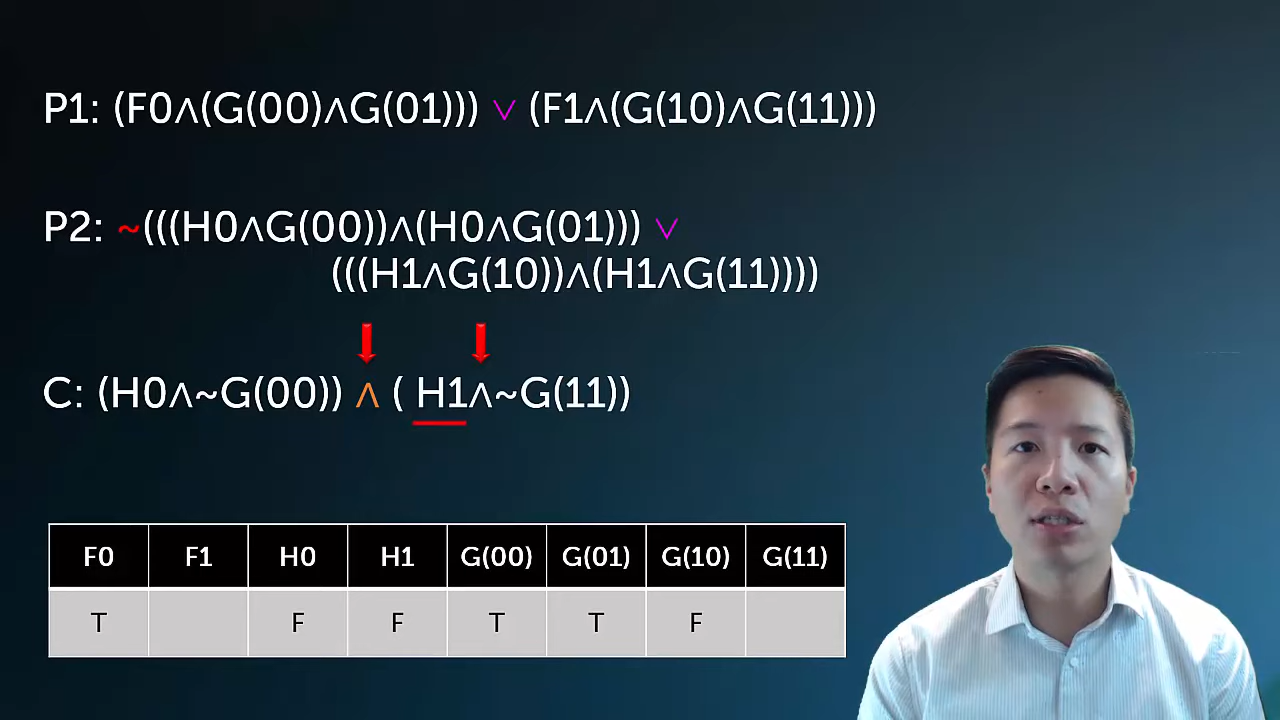 P1: (F0∧(G(00)∧G(01))) ∨ (F1∧(G(10)∧G(11)))
P2: ~(((H0∧G(00))∧(H0∧G(01))) ∨
(((H1∧G(10))∧(H1∧G(11))))
C: (H0∧~G(00)) ∧ ( H1∧~G(11))
F0 F1 H0 H1 G(00) G(01) G(10) G(11)
T F F T T F